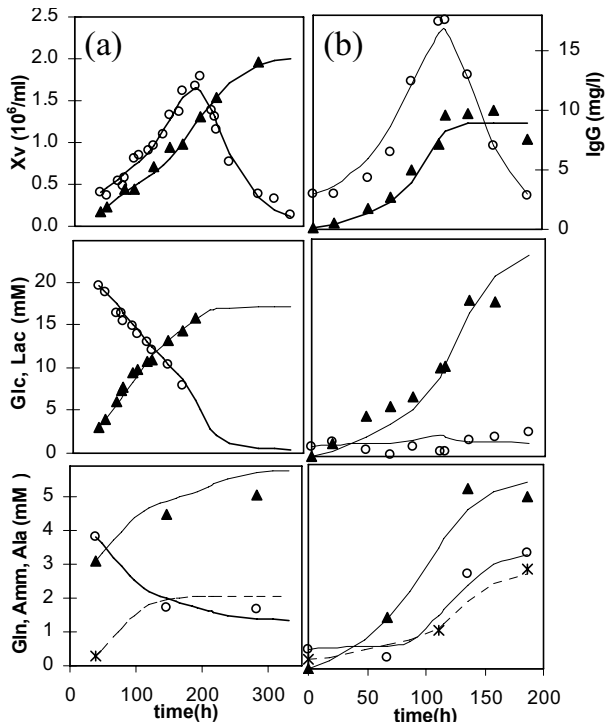 (a) (b)
Xv (10⁶/ml)
2.5
2.0
1.5
1.0
0.5
0.0
15
10
5
0
IgG (mg/l)
Glc, Lac (mM)
20
15
10
5
0
Gln, Amm, Ala (mM)
5
4
3
2
1
0
0 100 200 300
time(h)
0 50 100 150 200
time(h)